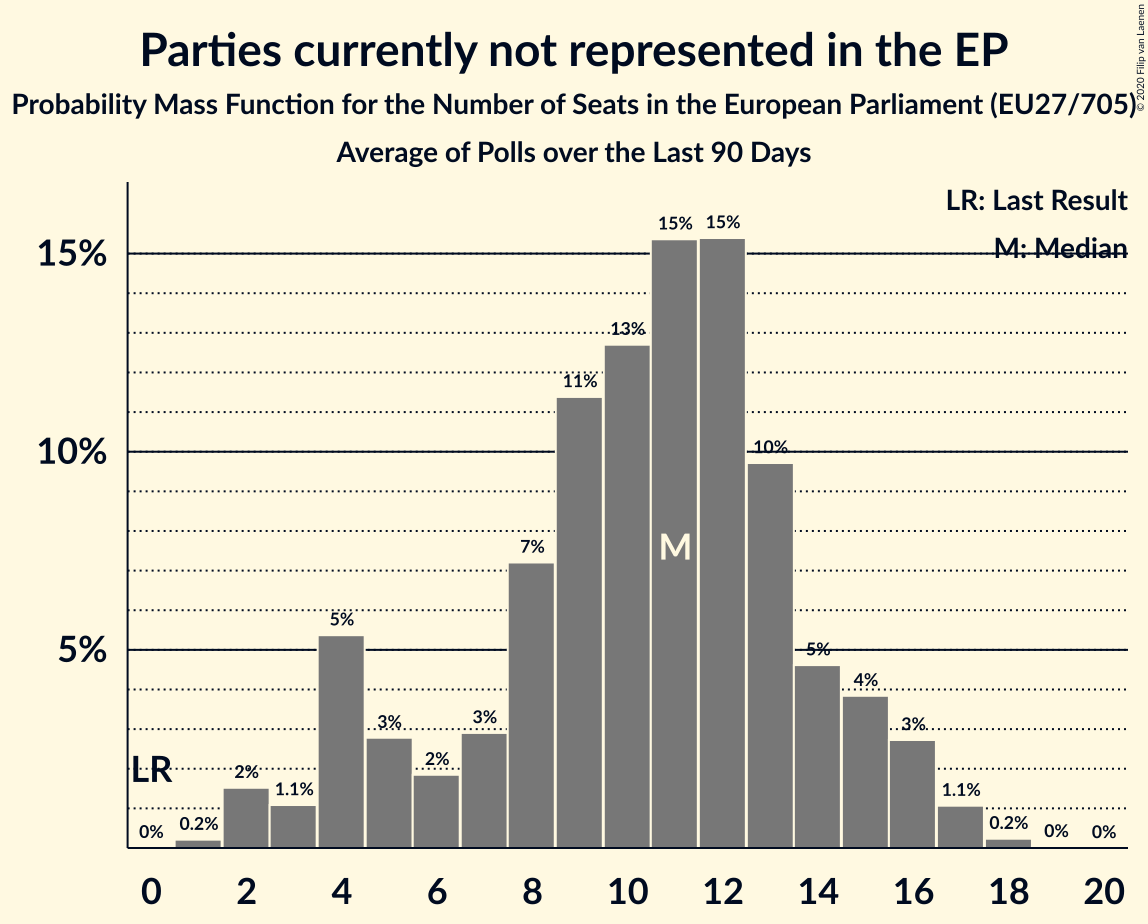 Parties currently not represented in the EP
Probability Mass Function for the Number of Seats in the European Parliament (EU27/705)
Average of Polls over the Last 90 Days
© 2020 Filip van Laenen
LR: Last Result
M: Median
15%
10%
5%
LR
M
0%
0.2%
2%
1.1%
5%
3%
2%
3%
7%
11%
13%
15%
15%
10%
5%
4%
3%
1.1%
0.2%
0%
0%
0 2 4 6 8 10 12 14 16 18 20